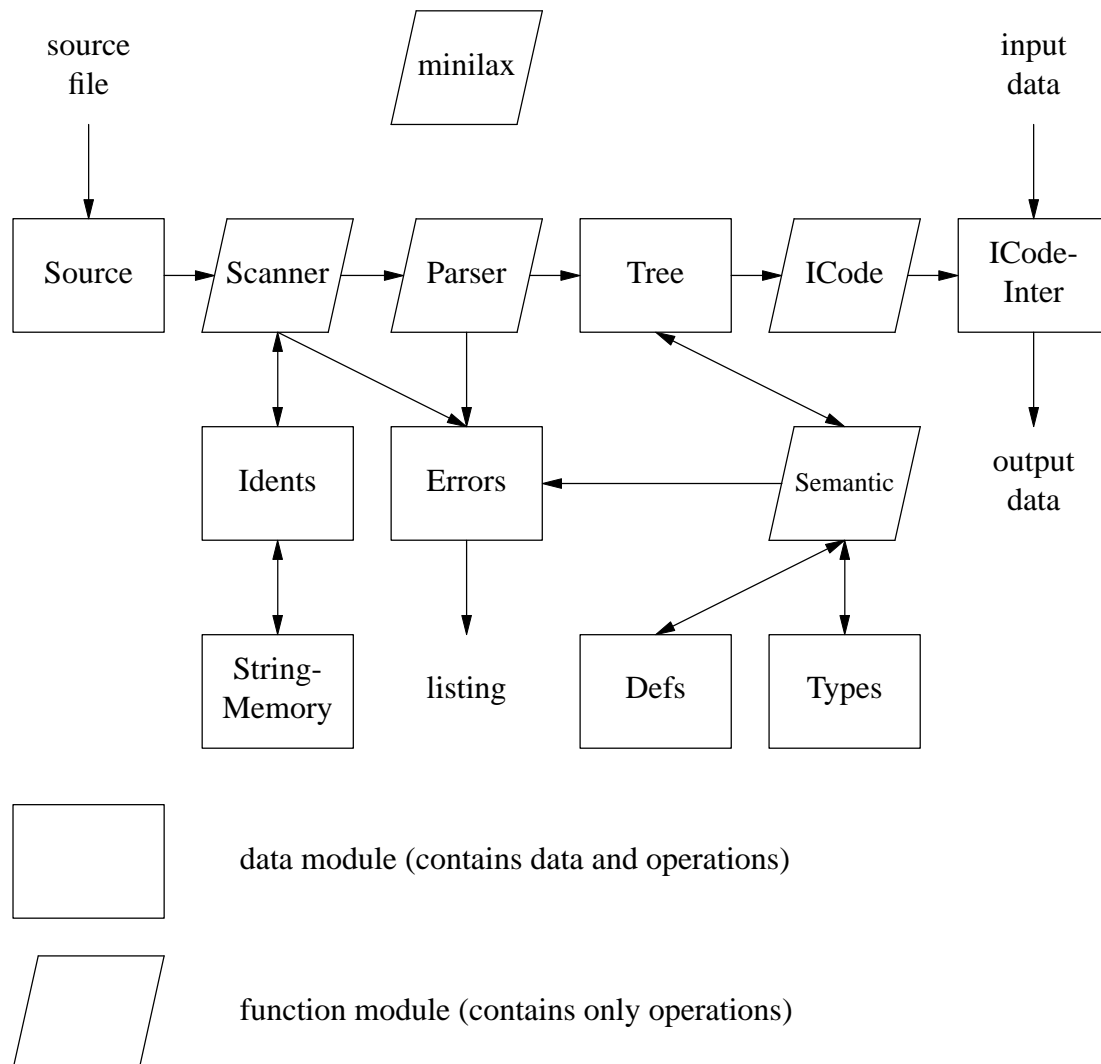 source
file
minilax
input
data
Source
Scanner
Parser
Tree
ICode
ICode-
Inter
Idents
Errors
Semantic
output
data
String-
Memory
listing
Defs
Types
data module (contains data and operations)
function module (contains only operations)